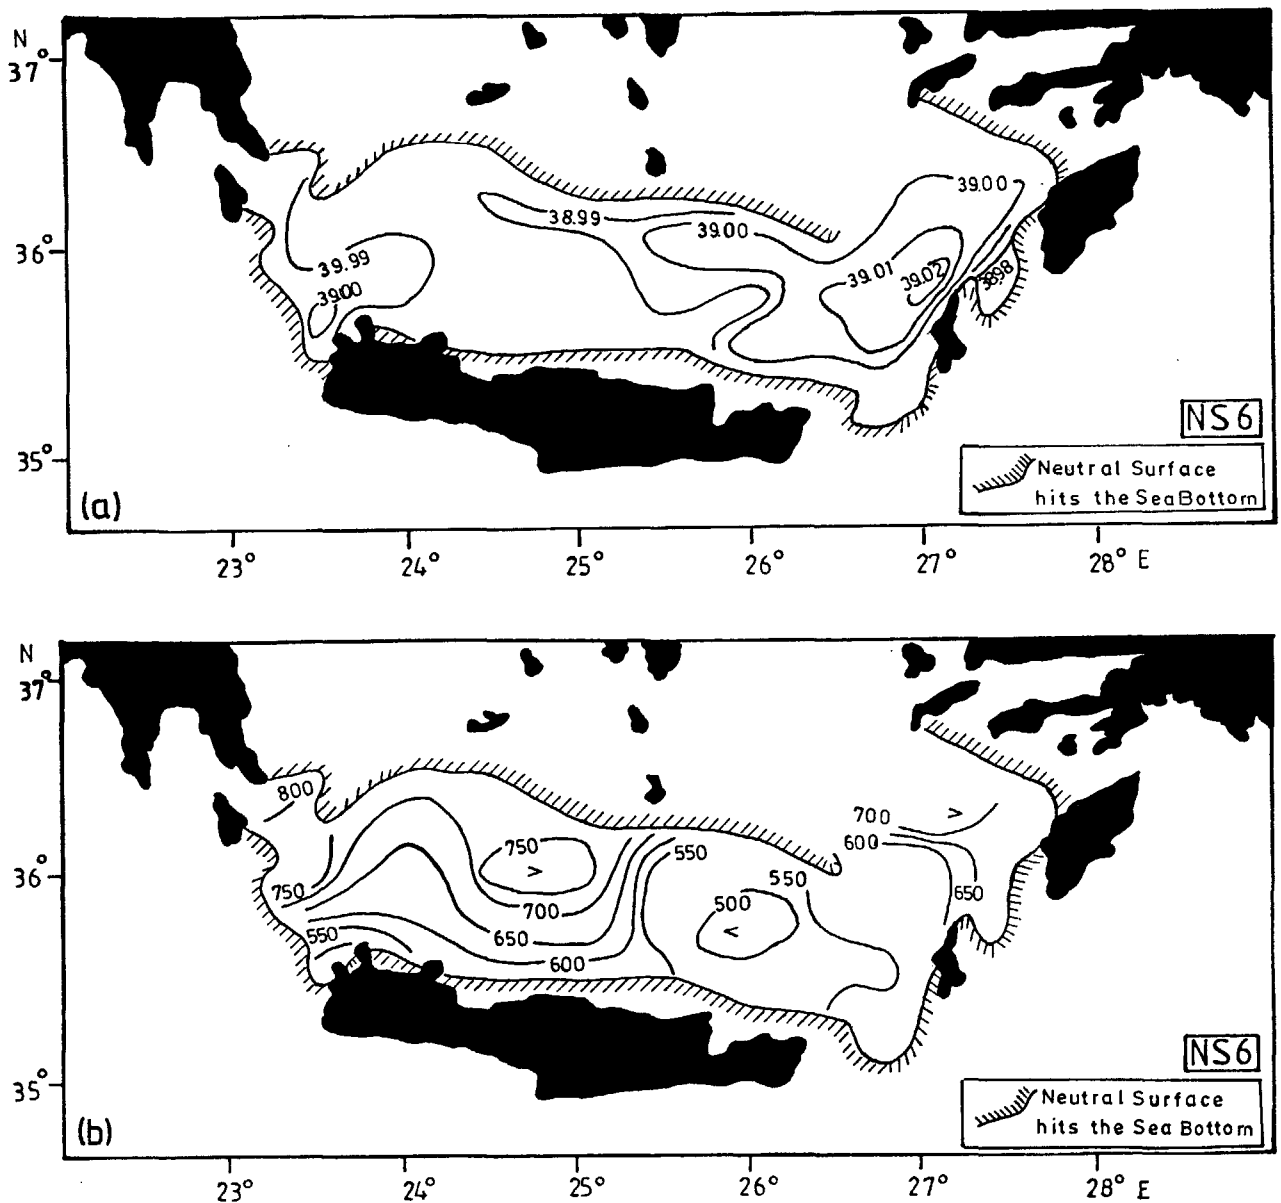 N
37°
39.00
38.99
39.00
36°
39.99
39.01
39.02
38.98
39.00
NS6
35°
Neutral Surface
hits the Sea Bottom
(a)
23° 24° 25° 26° 27° 28° E
N
37°
800
700
>
750
550
600
36°
>
550
750
500
650
700
<
550
650
600
NS6
35°
Neutral Surface
hits the Sea Bottom
(b)
23° 24° 25° 26° 27° 28° E